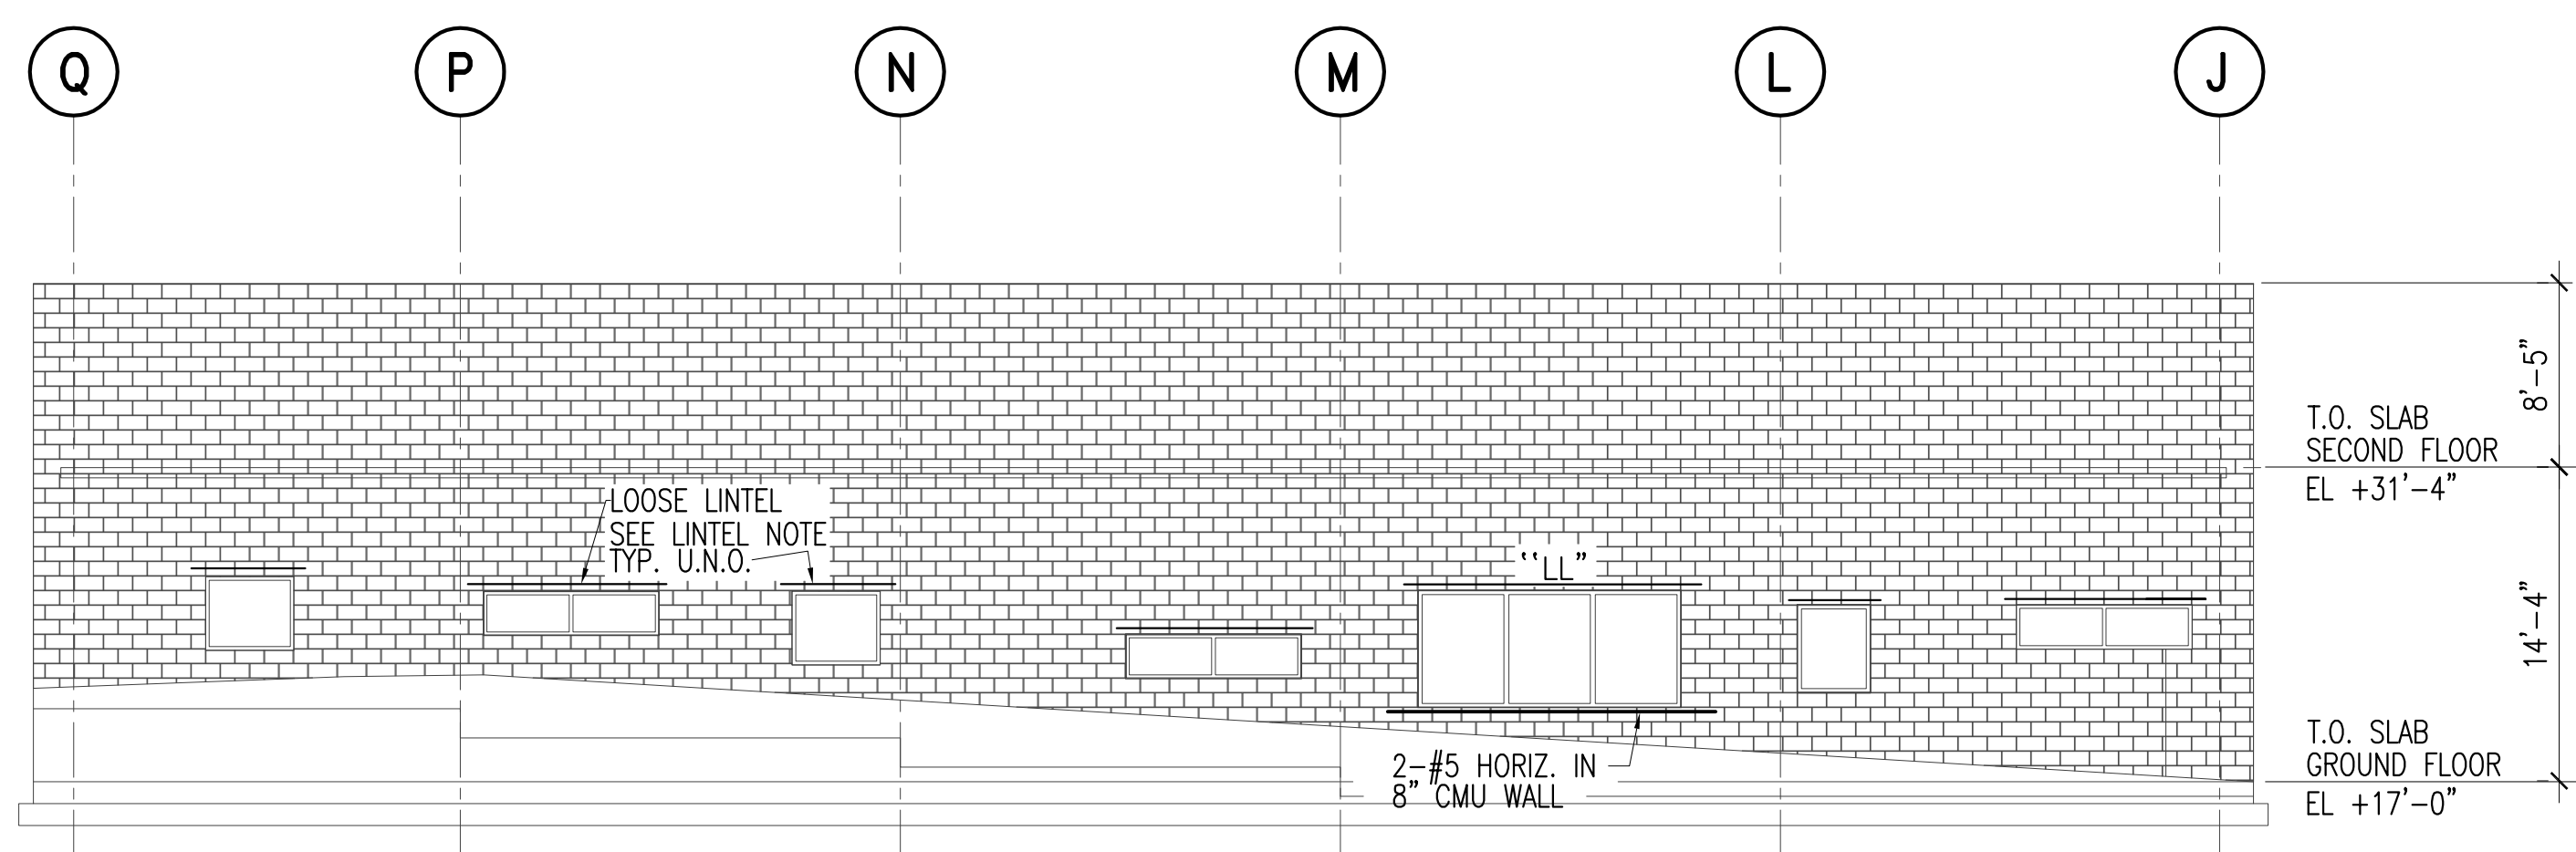 Q P N M L J
8'-5"
T.O. SLAB
SECOND FLOOR
EL +31'-4"
LOOSE LINTEL
SEE LINTEL NOTE
TYP. U.N.O.
``LL"
14'-4"
2-#5 HORIZ. IN
8" CMU WALL
T.O. SLAB
GROUND FLOOR
EL +17'-0"